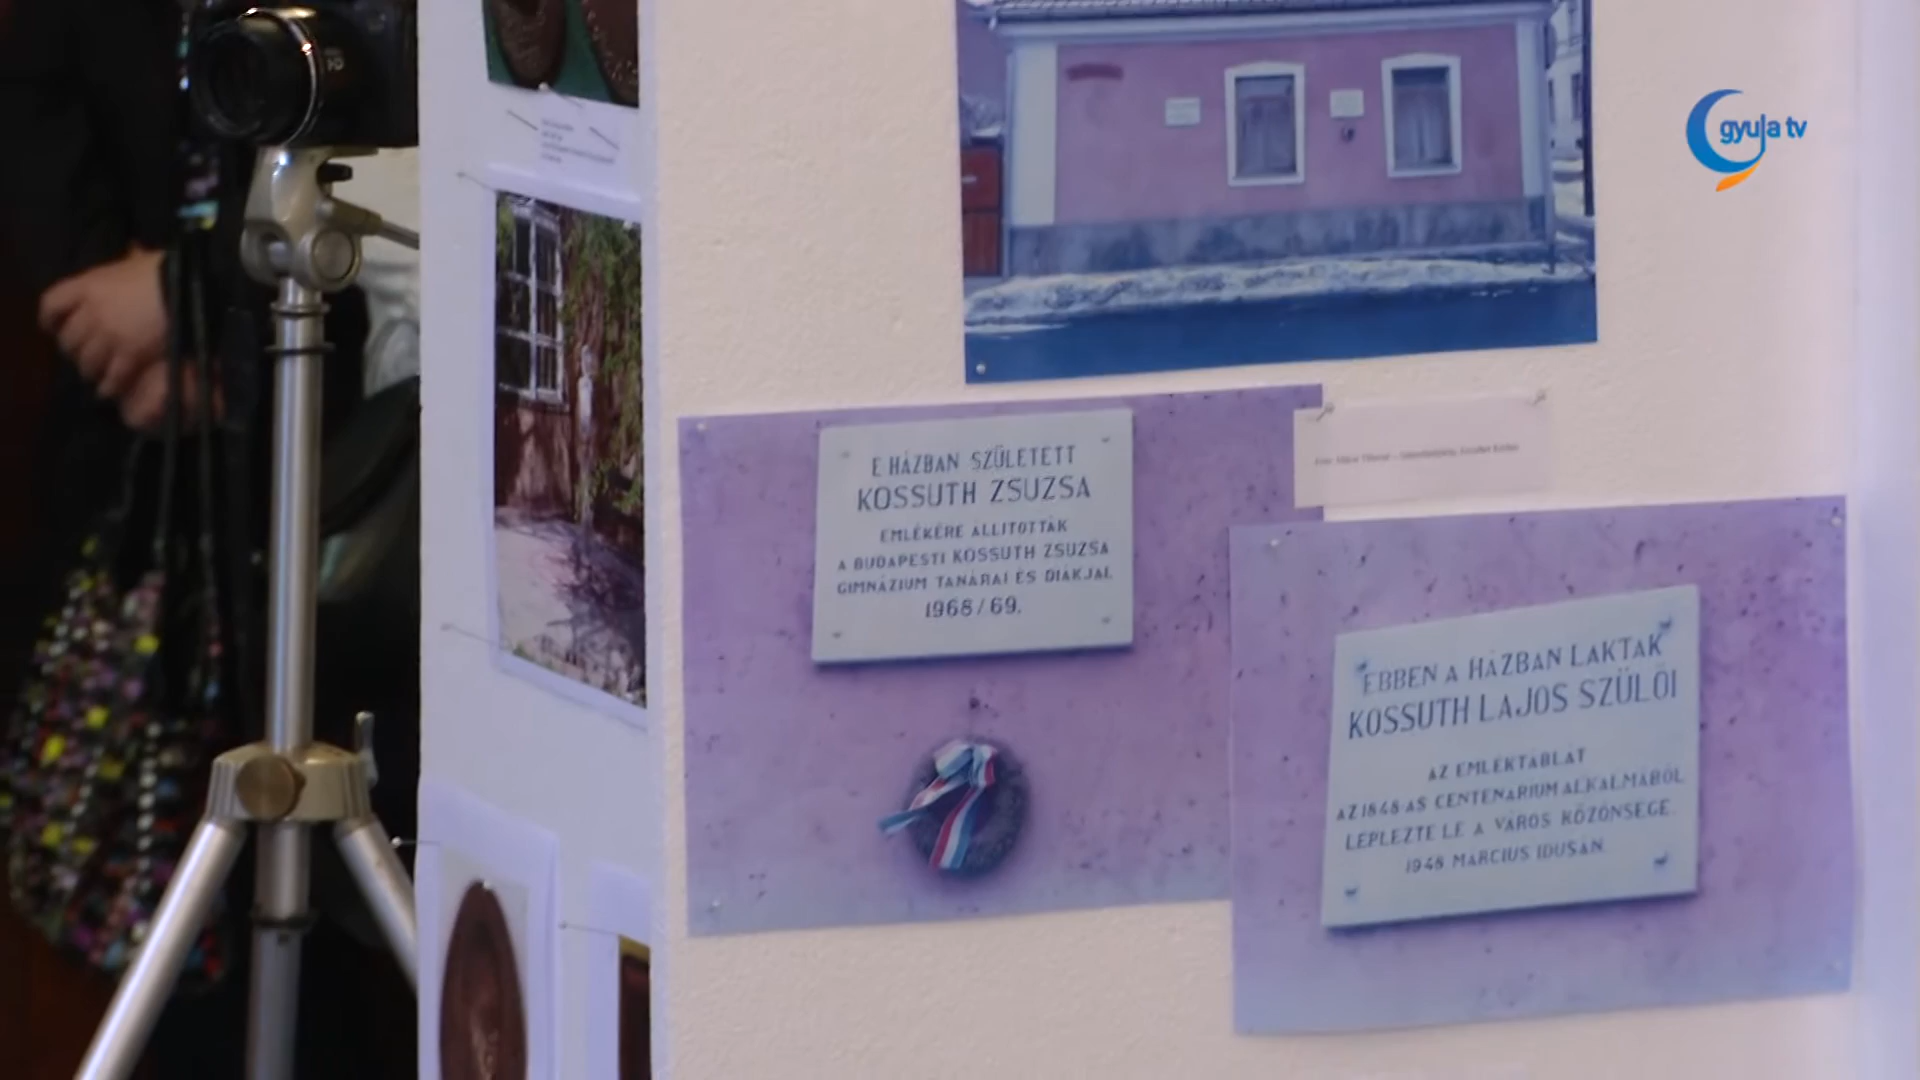 gyula tv
E HÁZBAN SZÜLETETT
KOSSUTH ZSUZSA
EMLÉKÉRE ÁLLITOTTÁK
A BUDAPESTI KOSSUTH ZSUZSA
GIMNÁZIUM TANÁRAI ÉS DIÁKJAI.
1968/69.
EBBEN A HÁZBAN LAKTAK
KOSSUTH LAJOS SZÜLŐI
AZ EMLÉKTÁBLÁT
AZ 1848-AS CENTENÁRIUM ALKALMÁBÓL
LEPLEZTE LE A VÁROS KÖZÖNSÉGE.
1948 MÁRCIUS IDUSÁN.